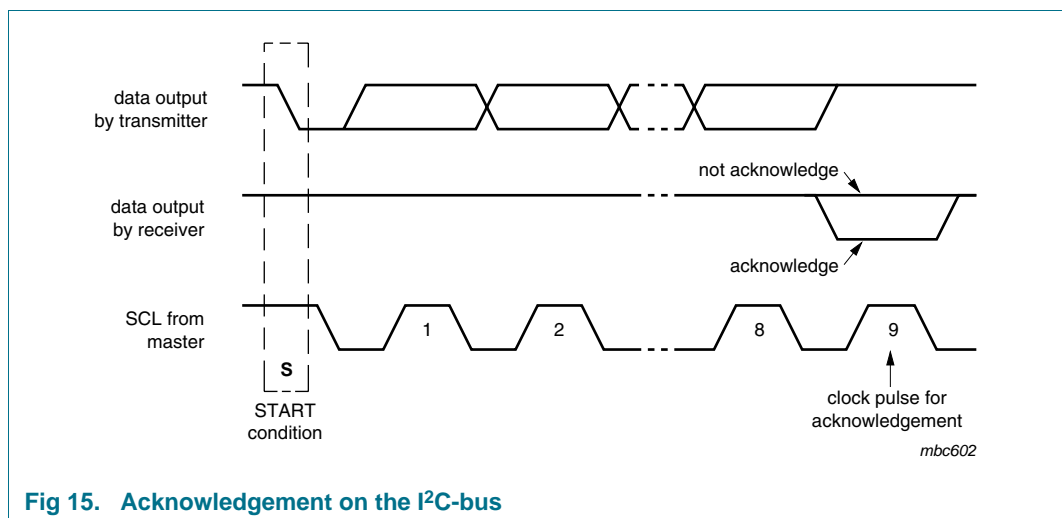 data output
by transmitter
not acknowledge
data output
by receiver
acknowledge
SCL from
master
1
2
8
9
S
START
condition
clock pulse for
acknowledgement
mbc602
Fig 15. Acknowledgement on the I²C-bus